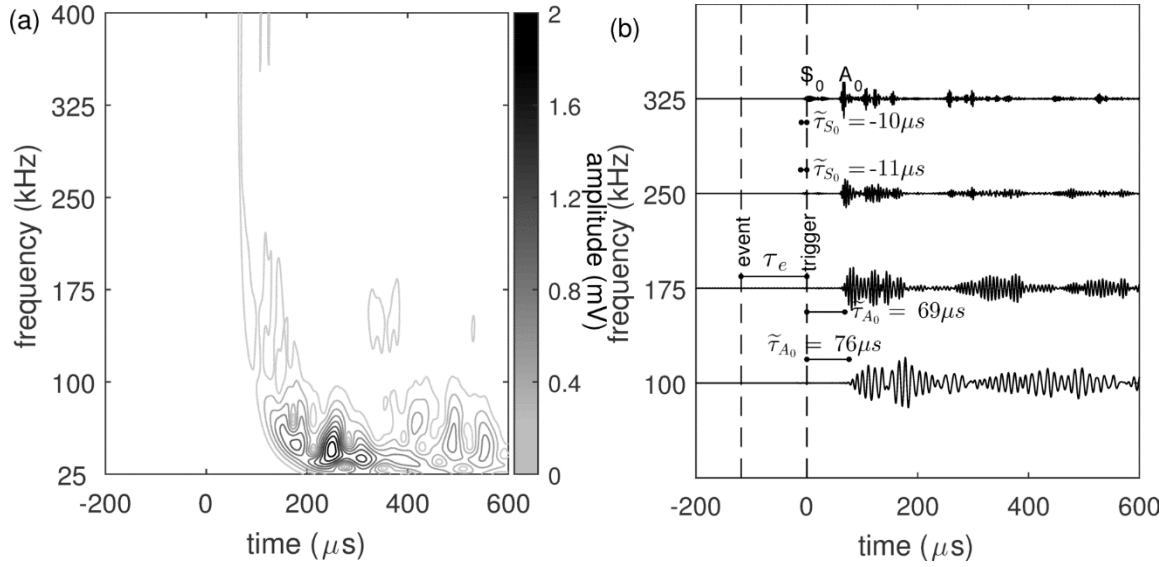 (a)
400
325
250
175
100
25
frequency (kHz)
-200
0
200
400
600
time (μs)
2
1.6
1.2
0.8
0.4
0
amplitude (mV)
(b)
325
250
175
100
frequency (kHz)
$₀ A₀
τ̃_{S₀} = -10μs
τ̃_{S₀} = -11μs
event
τₑ
trigger
τ̃_{A₀} = 69μs
τ̃_{A₀} = 76μs
-200
0
200
400
600
time (μs)